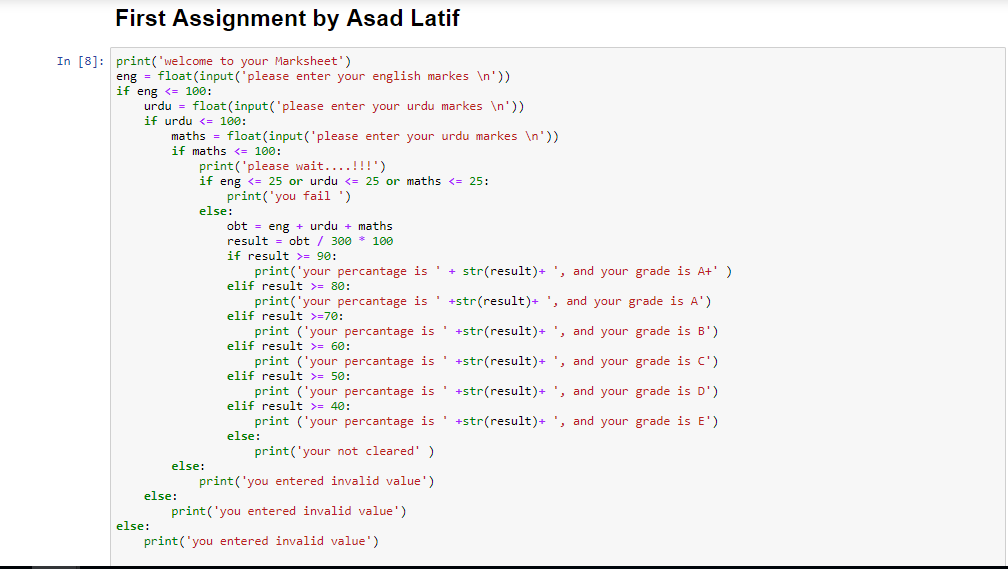 First Assignment by Asad Latif
In [8]: print('welcome to your Marksheet')
eng = float(input('please enter your english markes \n'))
if eng <= 100:
    urdu = float(input('please enter your urdu markes \n'))
    if urdu <= 100:
        maths = float(input('please enter your urdu markes \n'))
        if maths <= 100:
            print('please wait....!!!')
            if eng <= 25 or urdu <= 25 or maths <= 25:
                print('you fail ')
            else:
                obt = eng + urdu + maths
                result = obt / 300 * 100
                if result >= 90:
                    print('your percantage is ' + str(result)+ ', and your grade is A+' )
                elif result >= 80:
                    print('your percantage is ' +str(result)+ ', and your grade is A')
                elif result >=70:
                    print ('your percantage is ' +str(result)+ ', and your grade is B')
                elif result >= 60:
                    print ('your percantage is ' +str(result)+ ', and your grade is C')
                elif result >= 50:
                    print ('your percantage is ' +str(result)+ ', and your grade is D')
                elif result >= 40:
                    print ('your percantage is ' +str(result)+ ', and your grade is E')
                else:
                    print('your not cleared' )
        else:
            print('you entered invalid value')
    else:
        print('you entered invalid value')
else:
    print('you entered invalid value')